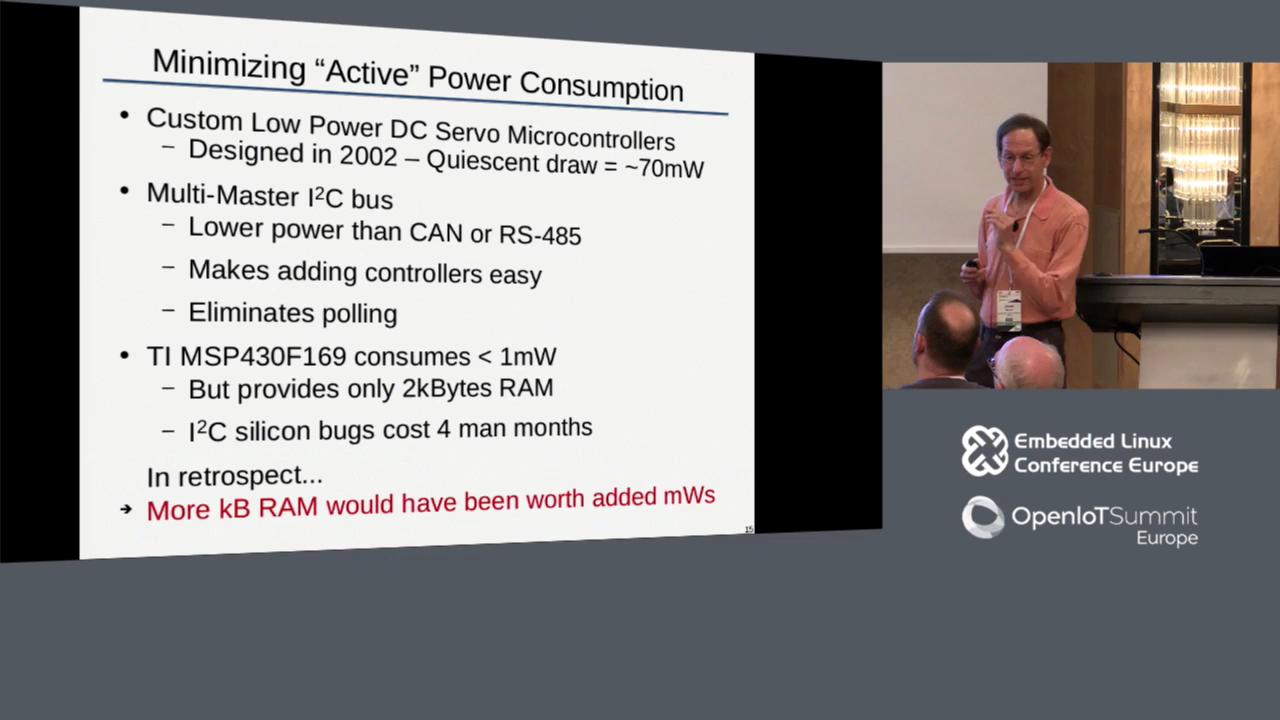 Minimizing “Active” Power Consumption
• Custom Low Power DC Servo Microcontrollers
– Designed in 2002 – Quiescent draw = ~70mW
• Multi-Master I²C bus
– Lower power than CAN or RS-485
– Makes adding controllers easy
– Eliminates polling
• TI MSP430F169 consumes < 1mW
– But provides only 2kBytes RAM
– I²C silicon bugs cost 4 man months
In retrospect...
➔ More kB RAM would have been worth added mWs
15
Embedded Linux
Conference Europe
OpenIoTSummit
Europe